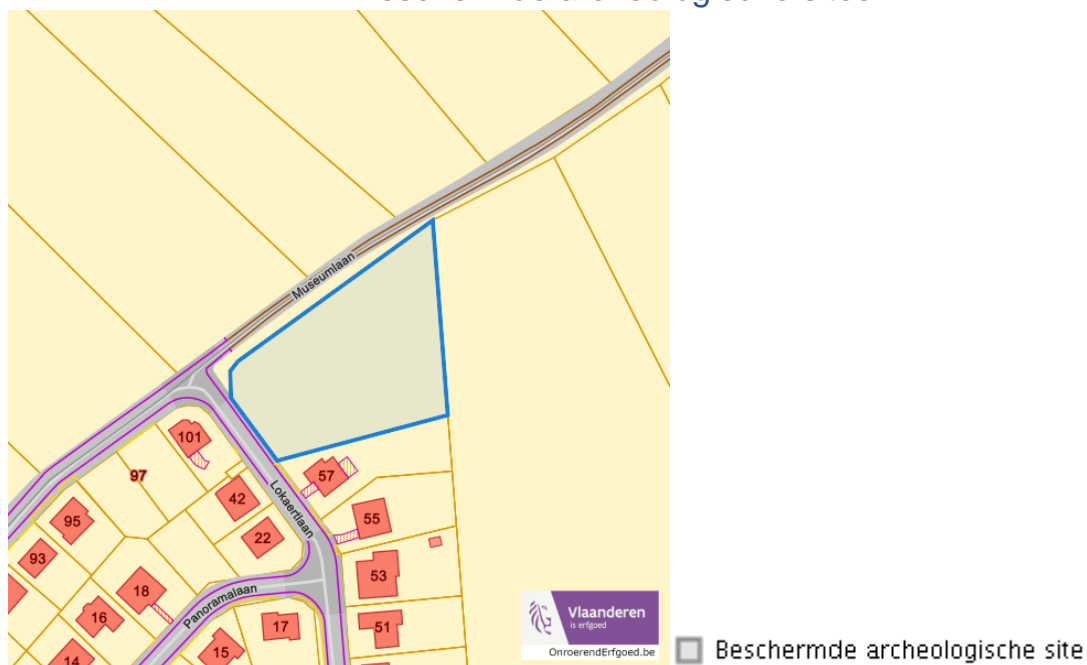 Museumlaan
101
97
57
42
Lokaertlaan
95
22
55
93
53
18
Panoramalaan
16
17
51
15
14
Vlaanderen
is erfgoed
OnroerendErfgoed.be
Beschermde archeologische site